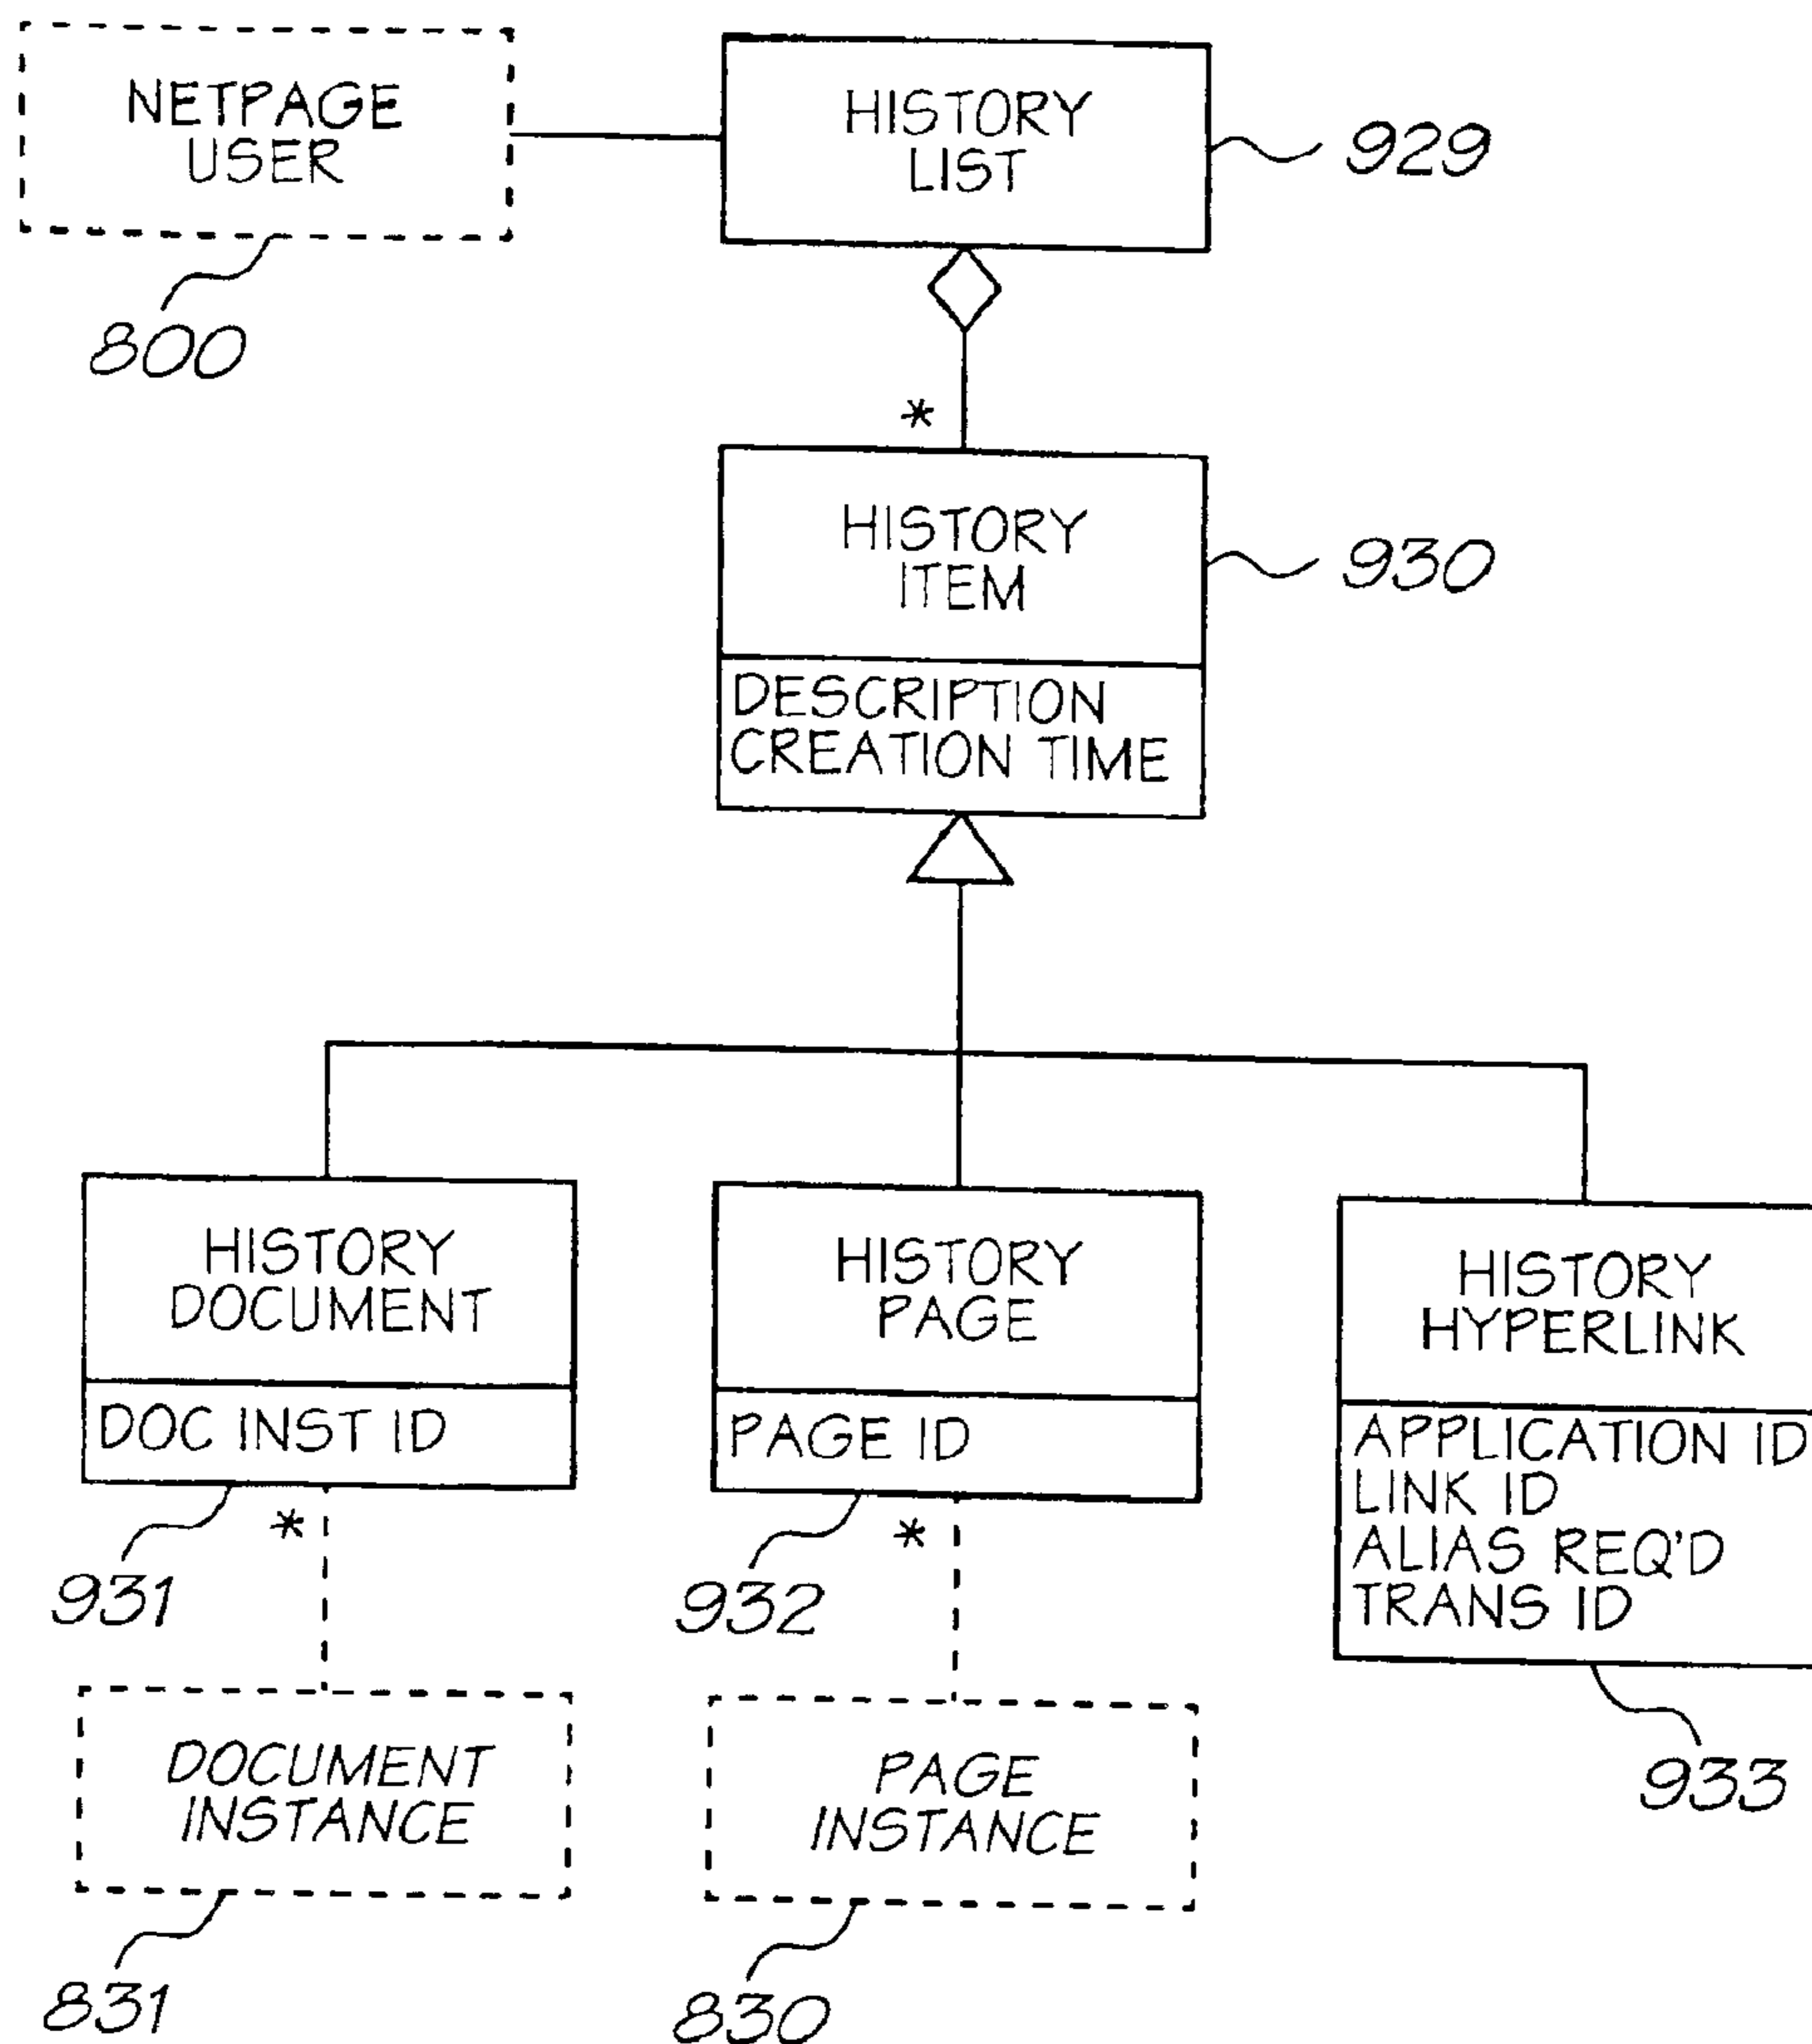 NETPAGE
USER
800
HISTORY
LIST
929
*
HISTORY
ITEM
930
DESCRIPTION
CREATION TIME
HISTORY
DOCUMENT
DOC INST ID
931
*
HISTORY
PAGE
PAGE ID
932
*
HISTORY
HYPERLINK
APPLICATION ID
LINK ID
ALIAS REQ'D
TRANS ID
933
DOCUMENT
INSTANCE
831
PAGE
INSTANCE
830